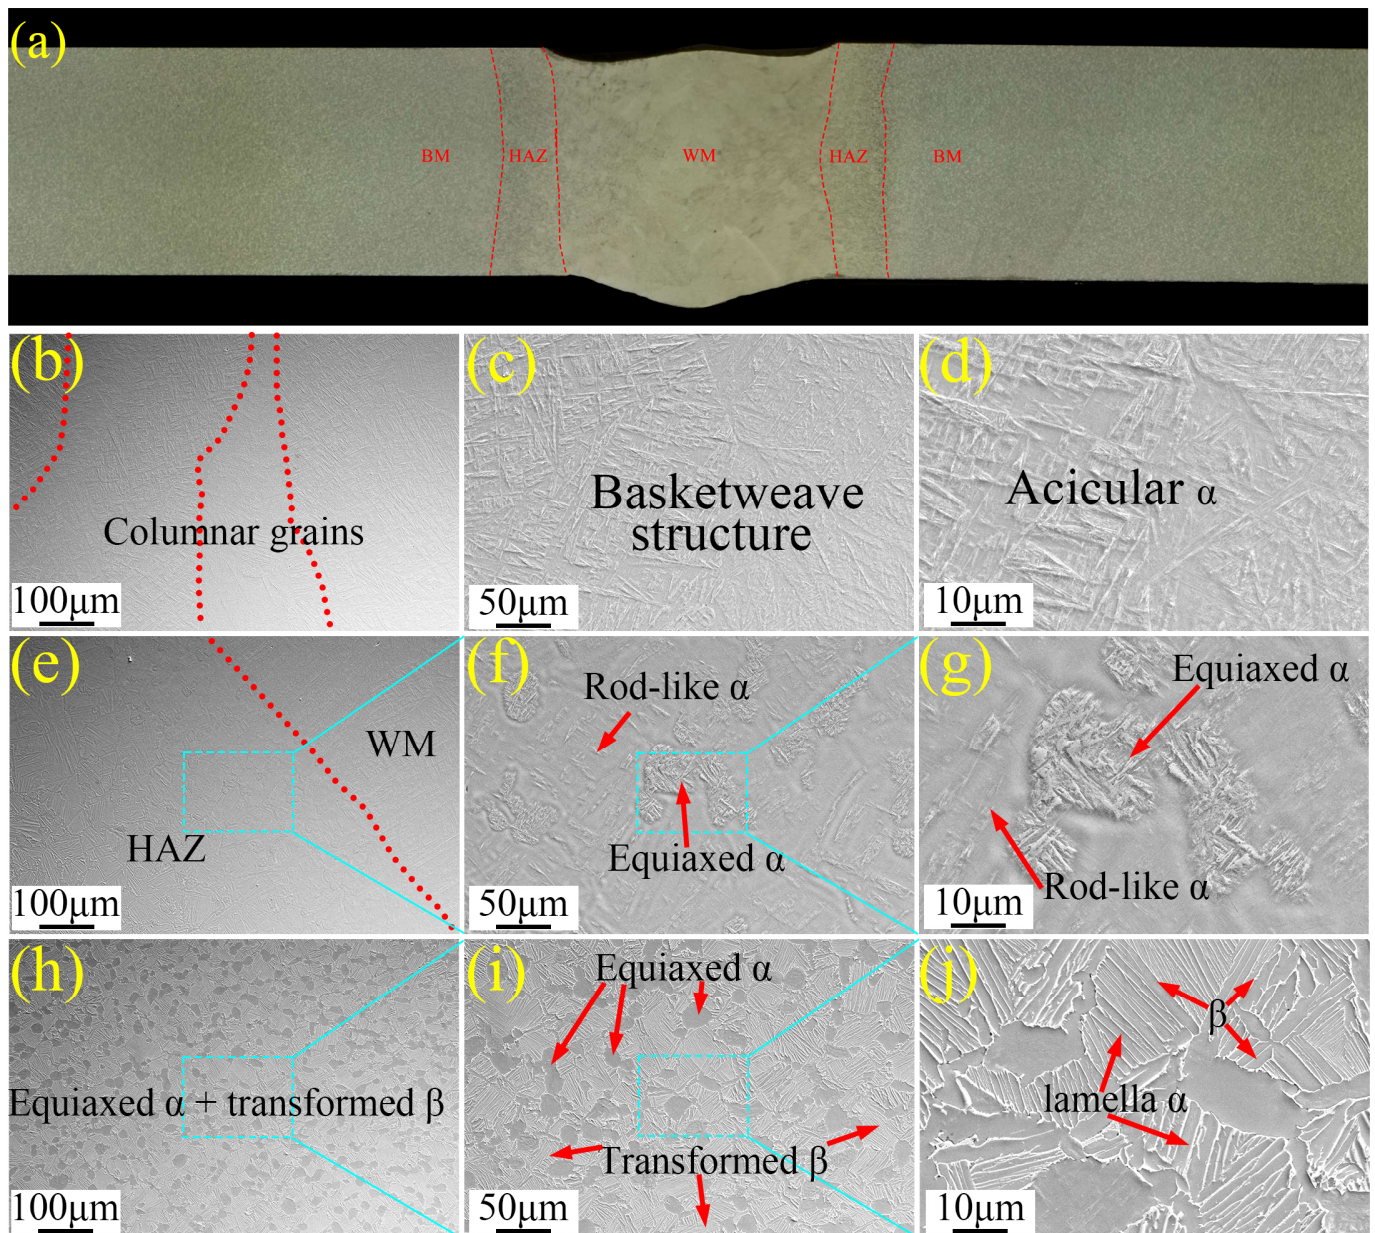 (a)
BM
HAZ
WM
HAZ
BM
(b)
Columnar grains
100μm
(c)
Basketweave
structure
50μm
(d)
Acicular α
10μm
(e)
WM
HAZ
100μm
(f)
Rod-like α
Equiaxed α
50μm
(g)
Equiaxed α
Rod-like α
10μm
(h)
Equiaxed α + transformed β
100μm
(i)
Equiaxed α
Transformed β
50μm
(j)
β
lamella α
10μm